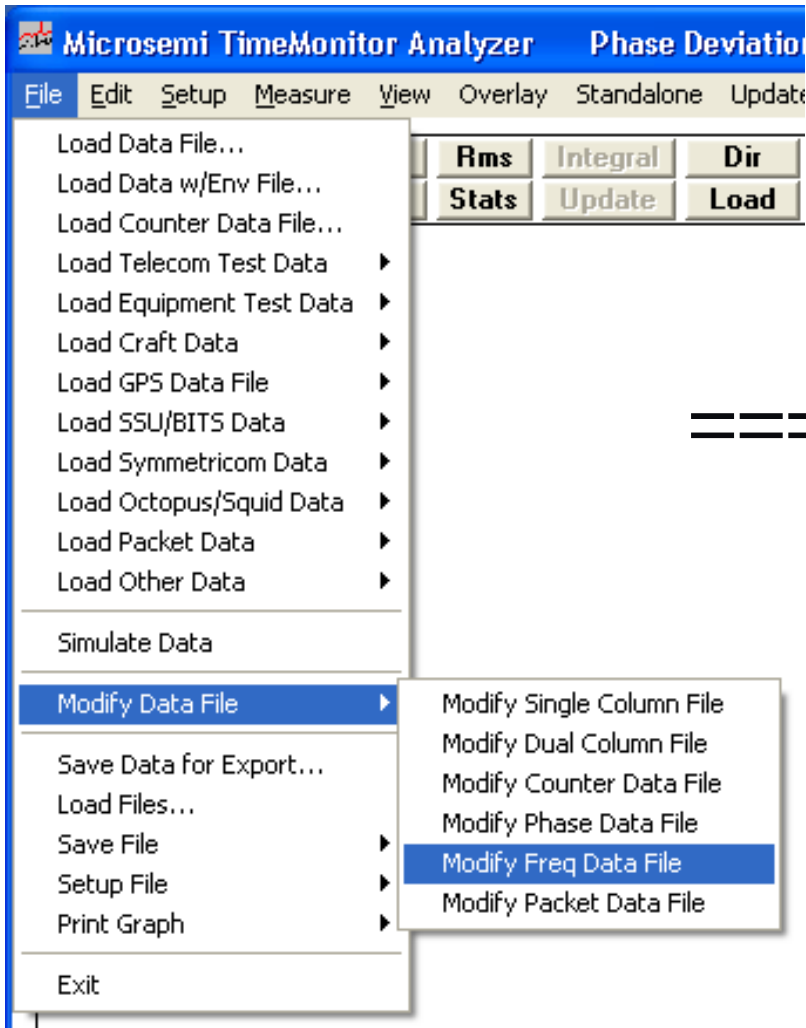 Microsemi TimeMonitor Analyzer Phase Deviation
File Edit Setup Measure View Overlay Standalone Update
Rms Integral Dir
Stats Update Load
Load Data File...
Load Data w/Env File...
Load Counter Data File...
Load Telecom Test Data
Load Equipment Test Data
Load Craft Data
Load GPS Data File
Load SSU/BITS Data
Load Symmetricom Data
Load Octopus/Squid Data
Load Packet Data
Load Other Data
Simulate Data
Modify Data File
Modify Single Column File
Modify Dual Column File
Modify Counter Data File
Modify Phase Data File
Modify Freq Data File
Modify Packet Data File
Save Data for Export...
Load Files...
Save File
Setup File
Print Graph
Exit
===